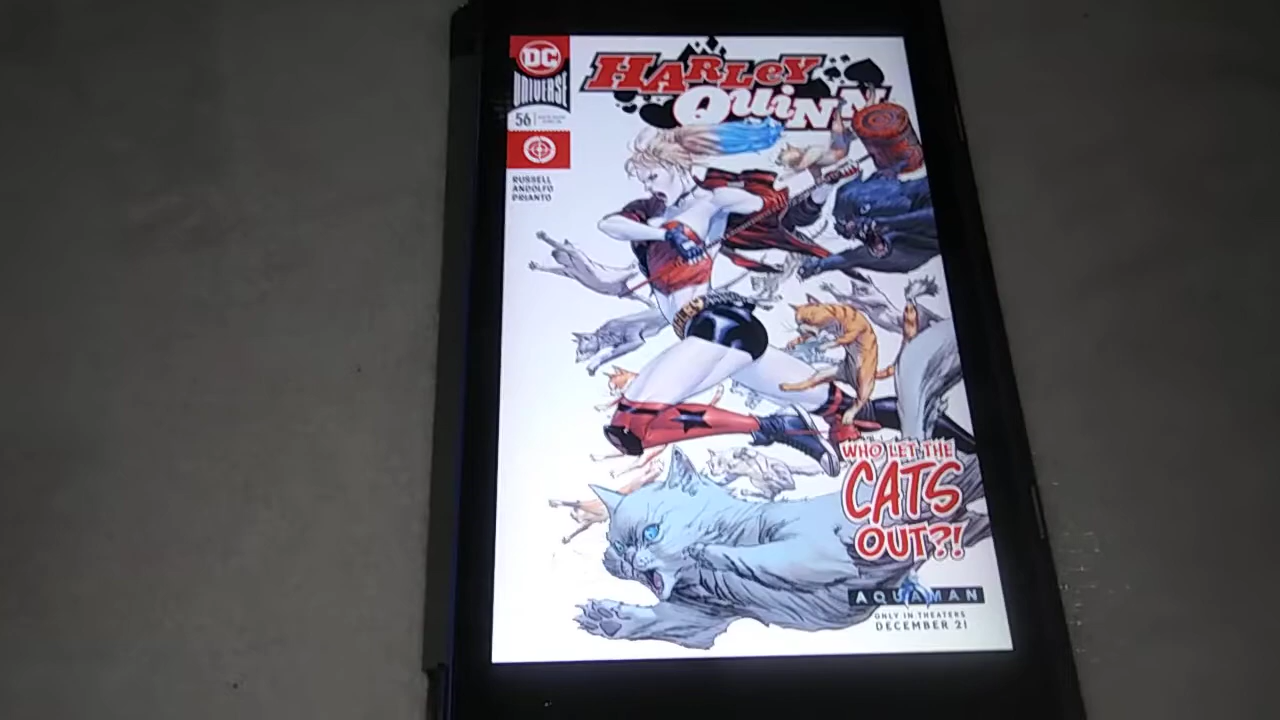 DC
UNIVERSE
HARLEY
QUINN
56
RUSSELL
ANDOLFO
PRIANTO
WHO LET THE
CATS
OUT?!
AQUAMAN
ONLY IN THEATERS
DECEMBER 21